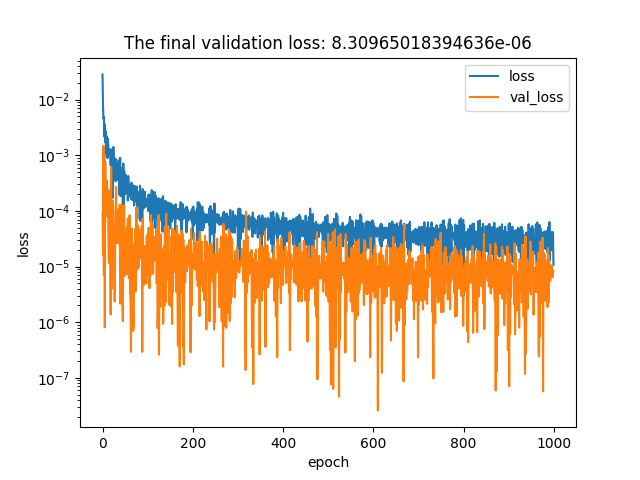 The final validation loss: 8.30965018394636e-06
loss
val_loss
10⁻²
10⁻³
10⁻⁴
10⁻⁵
10⁻⁶
10⁻⁷
loss
0 200 400 600 800 1000
epoch